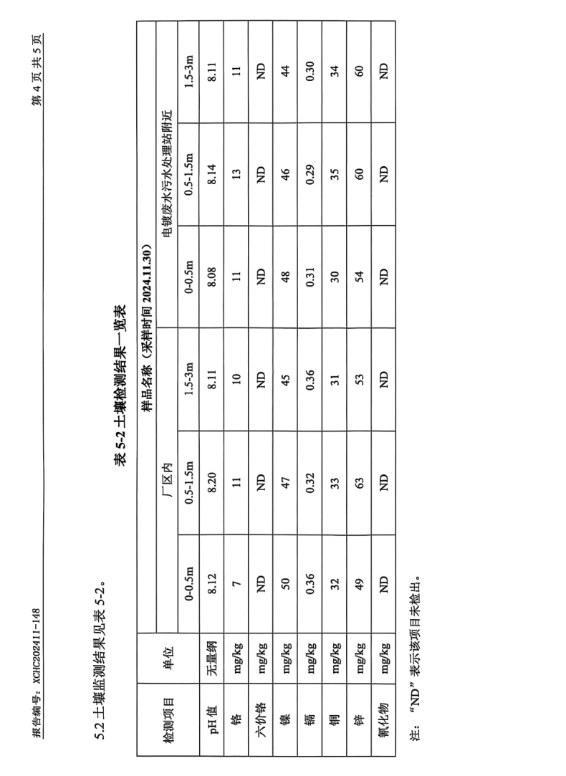 报告编号：XCHC202411-148 第 4 页 共 5 页
5.2 土壤监测结果见表 5-2。
表 5-2 土壤检测结果一览表
检测项目 单位 样品名称（采样时间 2024.11.30）
厂区内 电镀废水污水处理站附近
0-0.5m 0.5-1.5m 1.5-3m 0-0.5m 0.5-1.5m 1.5-3m
pH 值 无量纲 8.12 8.20 8.11 8.08 8.14 8.11
铬 mg/kg 7 11 10 11 13 11
六价铬 mg/kg ND ND ND ND ND ND
镍 mg/kg 50 47 45 48 46 44
镉 mg/kg 0.36 0.32 0.36 0.31 0.29 0.30
铜 mg/kg 32 33 31 30 35 34
锌 mg/kg 49 63 53 54 60 60
氰化物 mg/kg ND ND ND ND ND ND
注：“ND”表示该项目未检出。